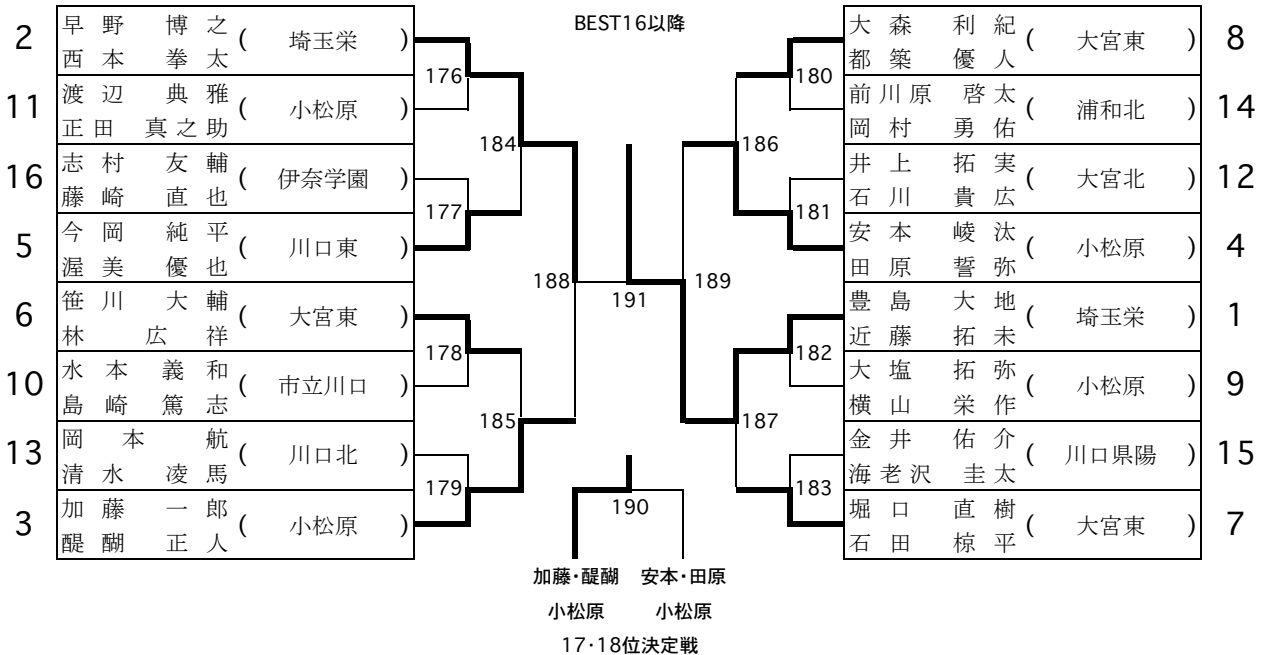 BEST16以降
2 早野 博之 西本 拳太 ( 埼玉栄 )
11 渡辺 典雅 正田 真之助 ( 小松原 )
16 志村 友輔 藤崎 直也 ( 伊奈学園 )
5 今岡 純平 渥美 優也 ( 川口東 )
6 笹川 大輔 林 広祥 ( 大宮東 )
10 水本 義和 島崎 篤志 ( 市立川口 )
13 岡本 航 清水 凌馬 ( 川口北 )
3 加藤 一郎 醍醐 正人 ( 小松原 )
176
177
178
179
184
185
188
191
190
189
186
187
180
181
182
183
大森 利紀 都築 優人 ( 大宮東 ) 8
前川原 啓太 岡村 勇佑 ( 浦和北 ) 14
井上 拓実 石川 貴広 ( 大宮北 ) 12
安本 崚汰 田原 誓弥 ( 小松原 ) 4
豊島 大地 近藤 拓未 ( 埼玉栄 ) 1
大塩 拓弥 横山 栄作 ( 小松原 ) 9
金井 佑介 海老沢 圭太 ( 川口県陽 ) 15
堀口 直樹 石田 椋平 ( 大宮東 ) 7
加藤・醍醐 安本・田原
小松原 小松原
17・18位決定戦